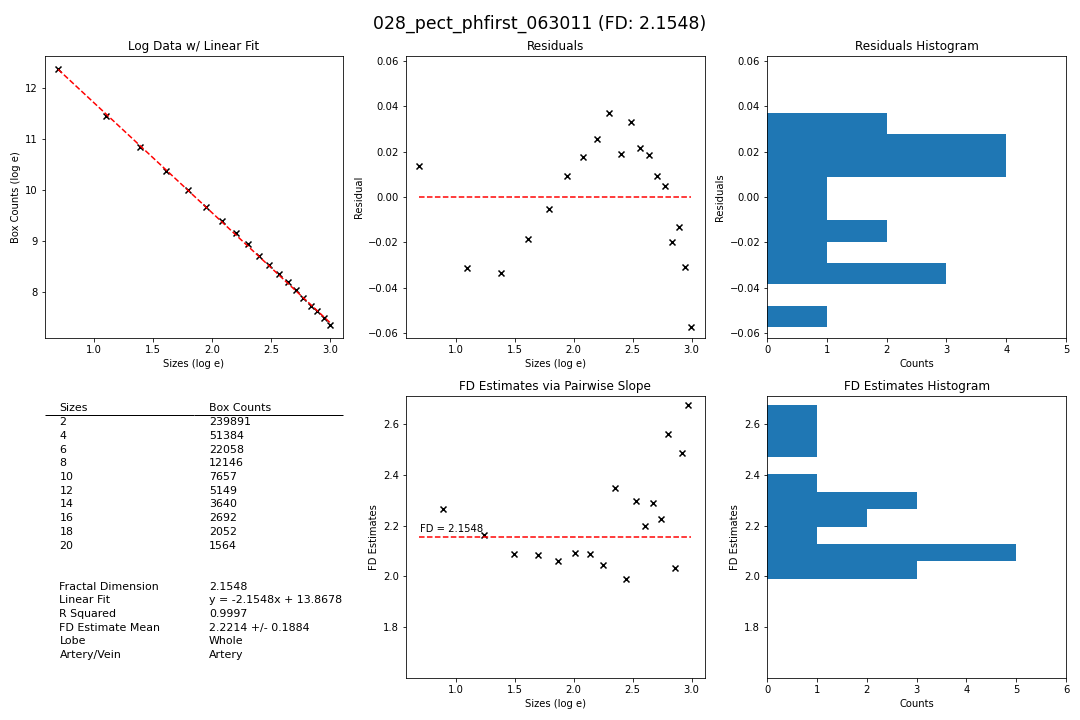 028_pect_phfirst_063011 (FD: 2.1548)
Log Data w/ Linear Fit
Box Counts (log e)
12
11
10
9
8
1.0 1.5 2.0 2.5 3.0
Sizes (log e)
Residuals
Residual
0.06
0.04
0.02
0.00
−0.02
−0.04
−0.06
1.0 1.5 2.0 2.5 3.0
Sizes (log e)
Residuals Histogram
Residuals
0.06
0.04
0.02
0.00
−0.02
−0.04
−0.06
0 1 2 3 4 5
Counts
Sizes Box Counts
2 239891
4 51384
6 22058
8 12146
10 7657
12 5149
14 3640
16 2692
18 2052
20 1564
Fractal Dimension 2.1548
Linear Fit y = -2.1548x + 13.8678
R Squared 0.9997
FD Estimate Mean 2.2214 +/- 0.1884
Lobe Whole
Artery/Vein Artery
FD Estimates via Pairwise Slope
FD Estimates
2.6
2.4
2.2
2.0
1.8
FD = 2.1548
1.0 1.5 2.0 2.5 3.0
Sizes (log e)
FD Estimates Histogram
FD Estimates
2.6
2.4
2.2
2.0
1.8
0 1 2 3 4 5 6
Counts